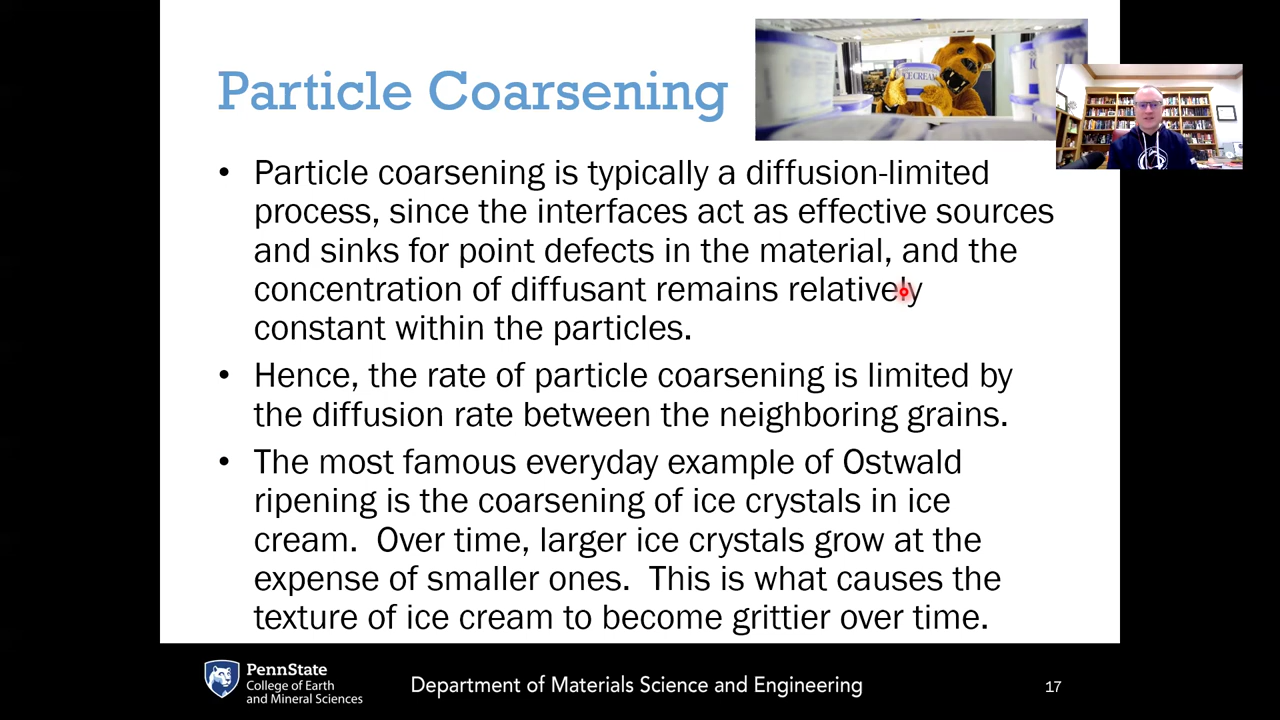 Particle Coarsening
ICE CREAM
• Particle coarsening is typically a diffusion-limited
process, since the interfaces act as effective sources
and sinks for point defects in the material, and the
concentration of diffusant remains relatively
constant within the particles.
• Hence, the rate of particle coarsening is limited by
the diffusion rate between the neighboring grains.
• The most famous everyday example of Ostwald
ripening is the coarsening of ice crystals in ice
cream.  Over time, larger ice crystals grow at the
expense of smaller ones.  This is what causes the
texture of ice cream to become grittier over time.
PennState
College of Earth
and Mineral Sciences
Department of Materials Science and Engineering
17